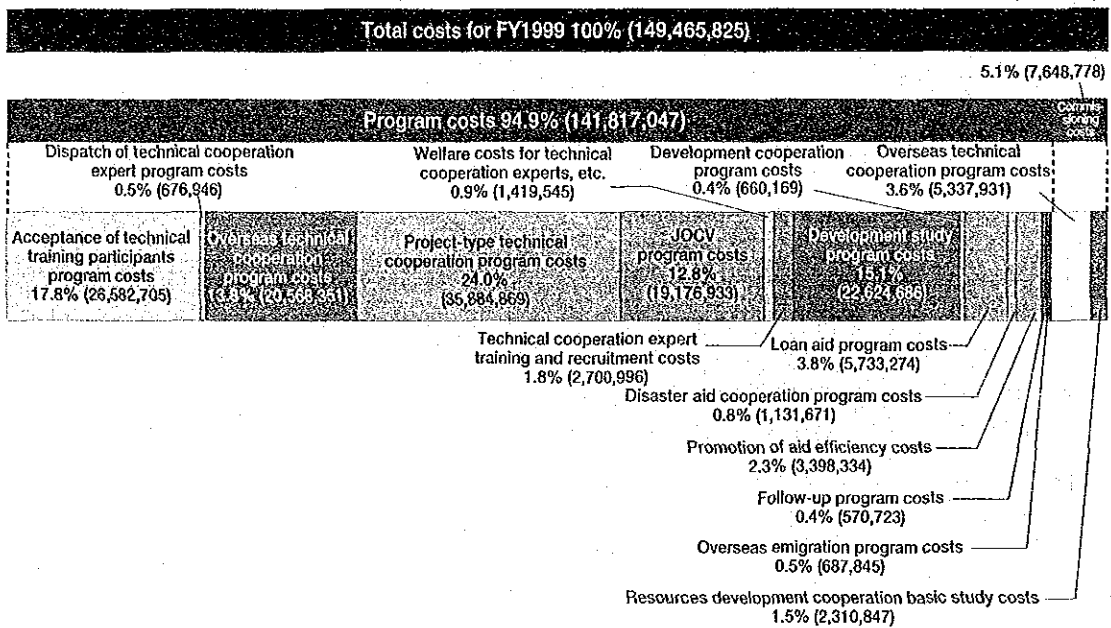 Total costs for FY1999 100% (149,465,825)
5.1% (7,648,778)
Commis-
sioning
costs
Program costs 94.9% (141,817,047)
Dispatch of technical cooperation
expert program costs
0.5% (676,946)
Welfare costs for technical
cooperation experts, etc.
0.9% (1,419,545)
Development cooperation
program costs
0.4% (660,169)
Overseas technical
cooperation program costs
3.6% (5,337,931)
Acceptance of technical
training participants
program costs
17.8% (26,582,705)
Overseas technical
cooperation
program costs
Project-type technical
cooperation program costs
24.0%
(35,884,869)
JOCV
program costs
12.8%
(19,176,933)
Development study
program costs
15.1%
(22,624,686)
Technical cooperation expert
training and recruitment costs
1.8% (2,700,996)
Loan aid program costs
3.8% (5,733,274)
Disaster aid cooperation program costs
0.8% (1,131,671)
Promotion of aid efficiency costs
2.3% (3,398,334)
Follow-up program costs
0.4% (570,723)
Overseas emigration program costs
0.5% (687,845)
Resources development cooperation basic study costs
1.5% (2,310,847)